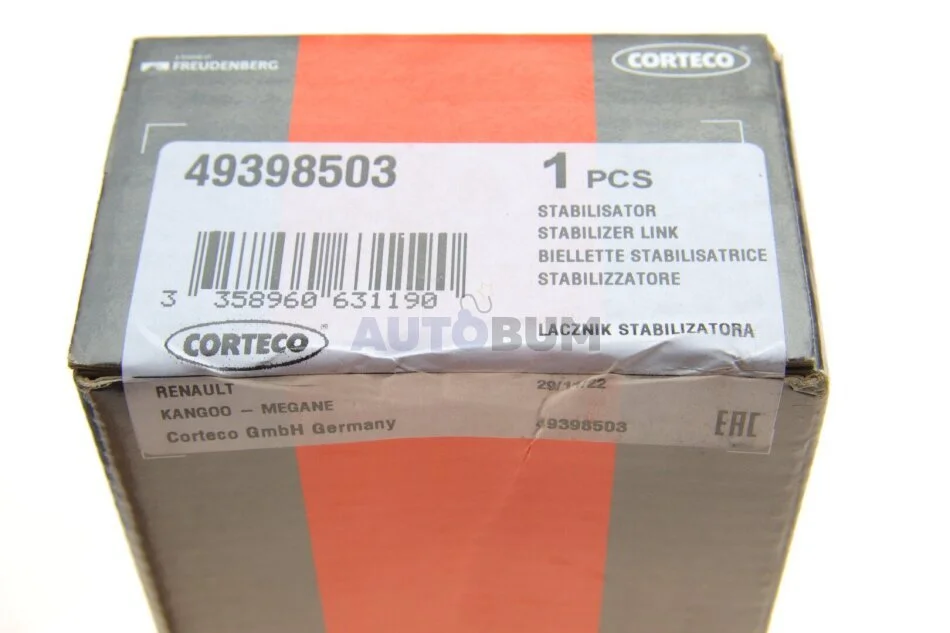 FREUDENBERG
CORTECO
49398503
1 PCS
STABILISATOR
STABILIZER LINK
BIELLETTE STABILISATRICE
STABILIZZATORE
3 358960 631190
AUTOBUM
LACZNIK STABILIZATORA
CORTECO
RENAULT
KANGOO – MEGANE
Corteco GmbH Germany
49398503
EAC